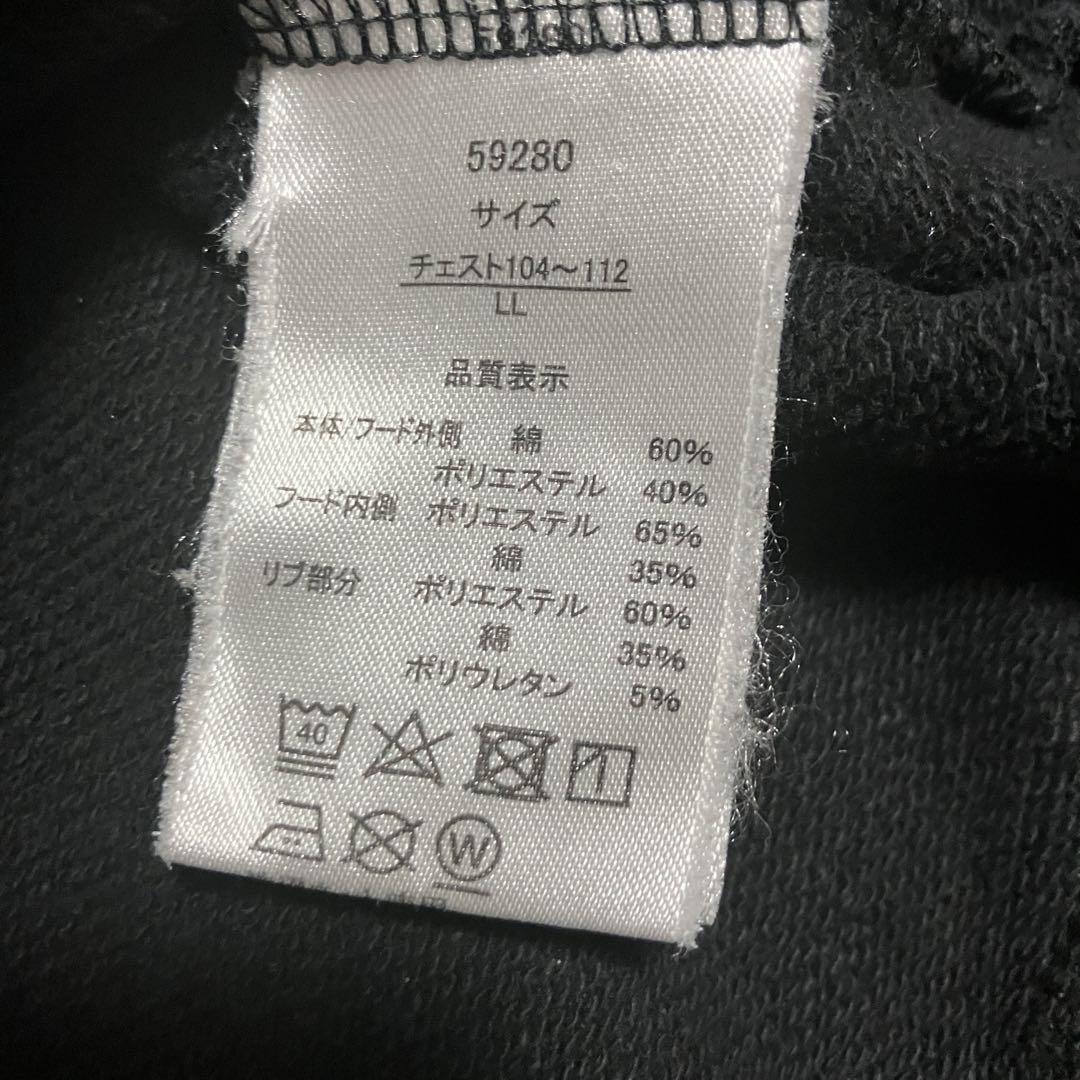 59280
サイズ
チェスト104～112
LL
品質表示
本体/フード外側 綿 60%
ポリエステル 40%
フード内側 ポリエステル 65%
綿 35%
リブ部分 ポリエステル 60%
綿 35%
ポリウレタン 5%
40
W